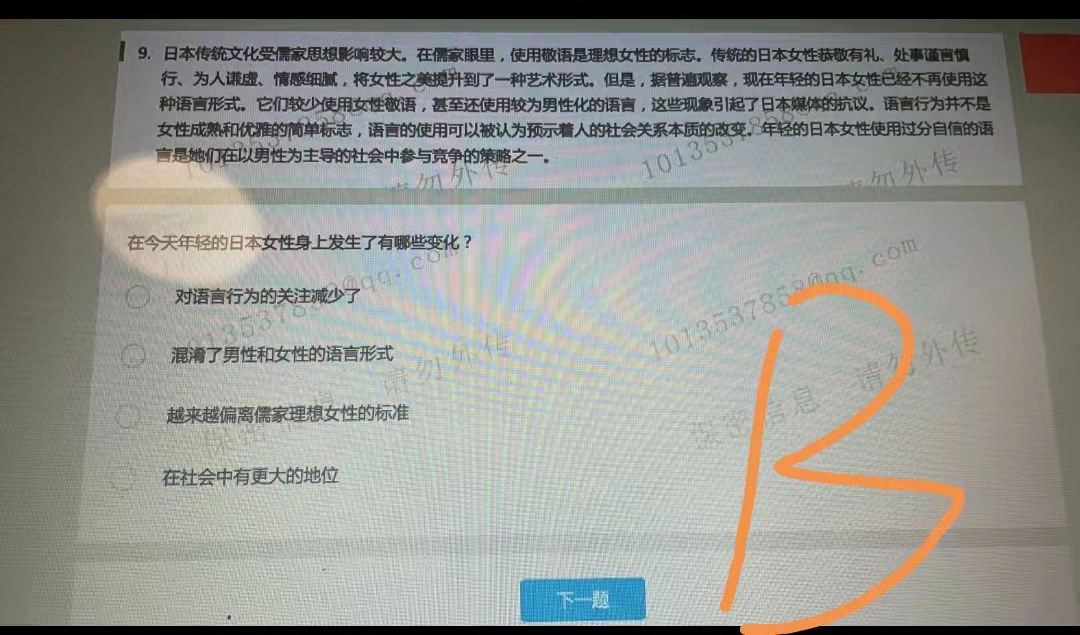 9. 日本传统文化受儒家思想影响较大。在儒家眼里，使用敬语是理想女性的标志。传统的日本女性恭敬有礼、处事谨言慎
行、为人谦虚、情感细腻，将女性之美提升到了一种艺术形式。但是，据普遍观察，现在年轻的日本女性已经不再使用这
种语言形式。它们较少使用女性敬语，甚至还使用较为男性化的语言，这些现象引起了日本媒体的抗议。语言行为并不是
女性成熟和优雅的简单标志，语言的使用可以被认为预示着人的社会关系本质的改变。年轻的日本女性使用过分自信的语
言是她们在以男性为主导的社会中参与竞争的策略之一。
请勿外传
在今天年轻的日本女性身上发生了有哪些变化？
对语言行为的关注减少了
1013537858@qq.com
混淆了男性和女性的语言形式
请勿外传
越来越偏离儒家理想女性的标准
保密信息
请勿外传
在社会中有更大的地位
B
下一题